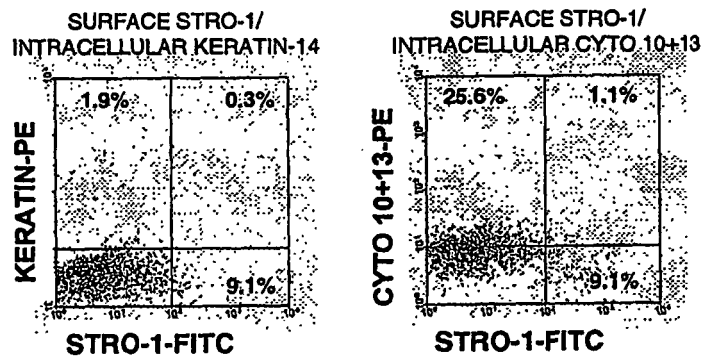 SURFACE STRO-1/
INTRACELLULAR KERATIN-14
1.9%
0.3%
9.1%
KERATIN-PE
STRO-1-FITC
SURFACE STRO-1/
INTRACELLULAR CYTO 10+13
25.6%
1.1%
9.1%
CYTO 10+13-PE
STRO-1-FITC